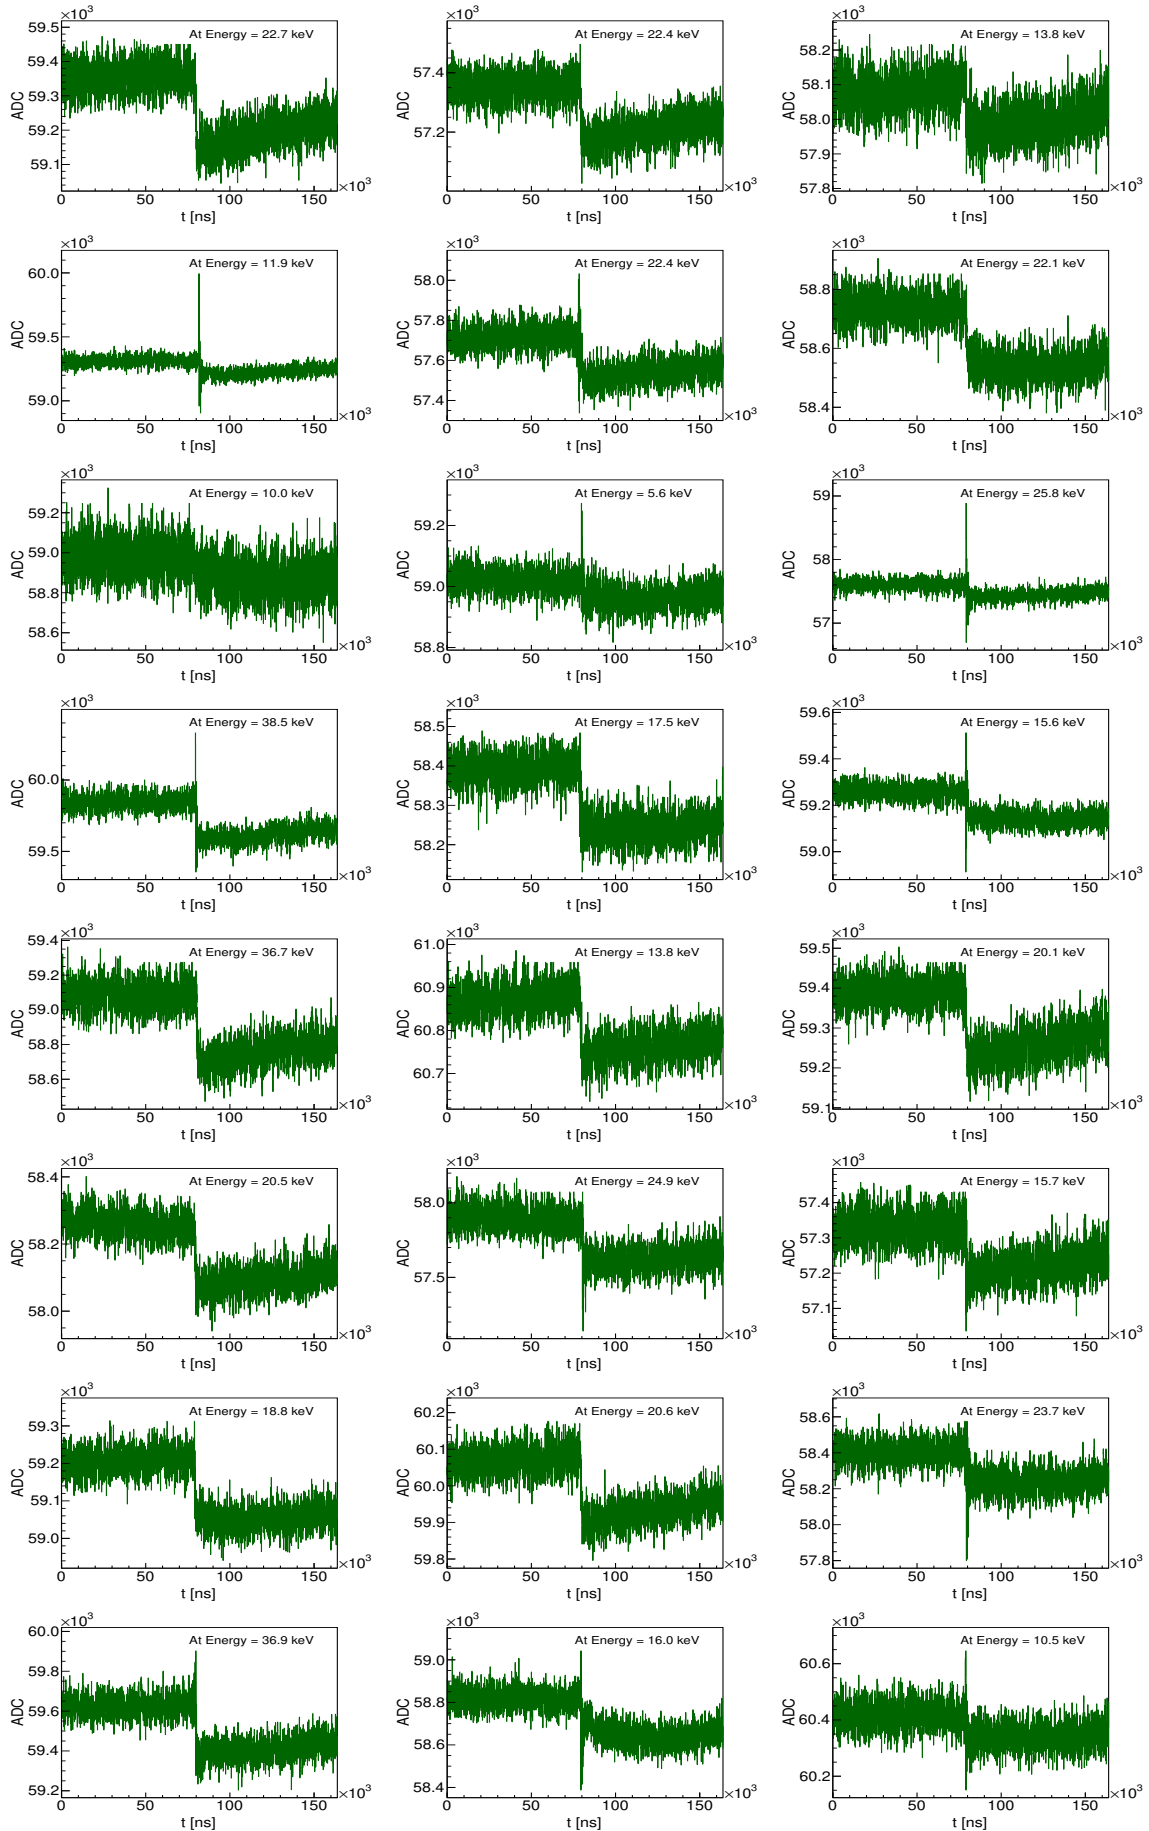 ×10³ ×10³ ×10³
At Energy = 22.7 keV At Energy = 22.4 keV At Energy = 13.8 keV
59.5 59.4 59.3 59.2 59.1 57.4 57.2 58.2 58.1 58.0 57.9 57.8
ADC ADC ADC
0 50 100 150 ×10³ 0 50 100 150 ×10³ 0 50 100 150 ×10³
t [ns] t [ns] t [ns]
×10³ ×10³ ×10³
At Energy = 11.9 keV At Energy = 22.4 keV At Energy = 22.1 keV
60.0 59.5 59.0 58.0 57.8 57.6 57.4 58.8 58.6 58.4
ADC ADC ADC
0 50 100 150 ×10³ 0 50 100 150 ×10³ 0 50 100 150 ×10³
t [ns] t [ns] t [ns]
×10³ ×10³ ×10³
At Energy = 10.0 keV At Energy = 5.6 keV At Energy = 25.8 keV
59.2 59.0 58.8 58.6 59.2 59.0 58.8 59 58 57
ADC ADC ADC
0 50 100 150 ×10³ 0 50 100 150 ×10³ 0 50 100 150 ×10³
t [ns] t [ns] t [ns]
×10³ ×10³ ×10³
At Energy = 38.5 keV At Energy = 17.5 keV At Energy = 15.6 keV
60.0 59.5 58.5 58.4 58.3 58.2 59.6 59.4 59.2 59.0
ADC ADC ADC
0 50 100 150 ×10³ 0 50 100 150 ×10³ 0 50 100 150 ×10³
t [ns] t [ns] t [ns]
×10³ ×10³ ×10³
At Energy = 36.7 keV At Energy = 13.8 keV At Energy = 20.1 keV
59.4 59.2 59.0 58.8 58.6 61.0 60.9 60.8 60.7 59.5 59.4 59.3 59.2 59.1
ADC ADC ADC
0 50 100 150 ×10³ 0 50 100 150 ×10³ 0 50 100 150 ×10³
t [ns] t [ns] t [ns]
×10³ ×10³ ×10³
At Energy = 20.5 keV At Energy = 24.9 keV At Energy = 15.7 keV
58.4 58.2 58.0 58.0 57.5 57.4 57.3 57.2 57.1
ADC ADC ADC
0 50 100 150 ×10³ 0 50 100 150 ×10³ 0 50 100 150 ×10³
t [ns] t [ns] t [ns]
×10³ ×10³ ×10³
At Energy = 18.8 keV At Energy = 20.6 keV At Energy = 23.7 keV
59.3 59.2 59.1 59.0 60.2 60.1 60.0 59.9 59.8 58.6 58.4 58.2 58.0 57.8
ADC ADC ADC
0 50 100 150 ×10³ 0 50 100 150 ×10³ 0 50 100 150 ×10³
t [ns] t [ns] t [ns]
×10³ ×10³ ×10³
At Energy = 36.9 keV At Energy = 16.0 keV At Energy = 10.5 keV
60.0 59.8 59.6 59.4 59.2 59.0 58.8 58.6 58.4 60.6 60.4 60.2
ADC ADC ADC
0 50 100 150 ×10³ 0 50 100 150 ×10³ 0 50 100 150 ×10³
t [ns] t [ns] t [ns]